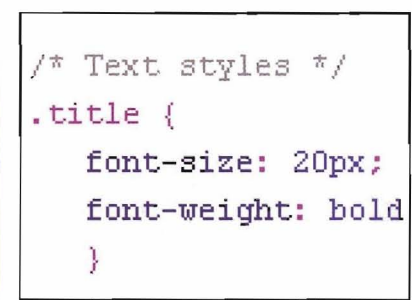 /* Text styles */
.title {
font-size: 20px;
font-weight: bold
}